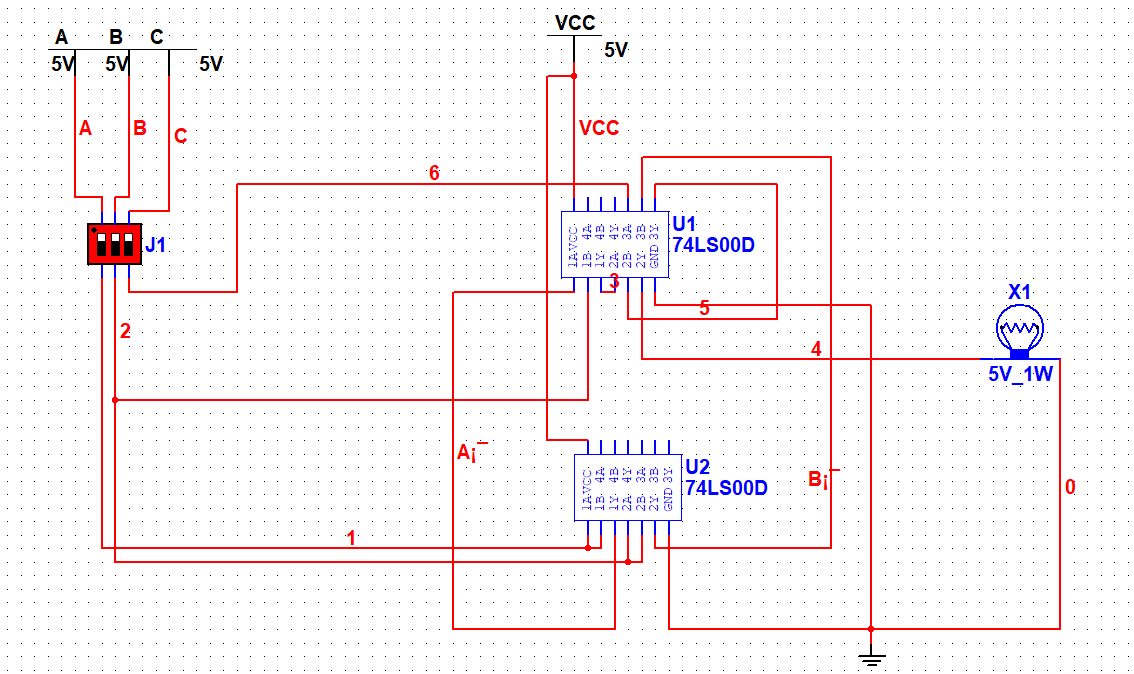 A B C
5V 5V 5V
VCC
5V
A B C
VCC
6
J1
U1
74LS00D
1A VCC
1B 4A
1Y 4B
2A 4Y
2B 3A
2Y 3B
GND 3Y
3
5
X1
2
4
5V_1W
A¡¯
U2
74LS00D
1A VCC
1B 4A
1Y 4B
2A 4Y
2B 3A
2Y 3B
GND 3Y
B¡¯
0
1